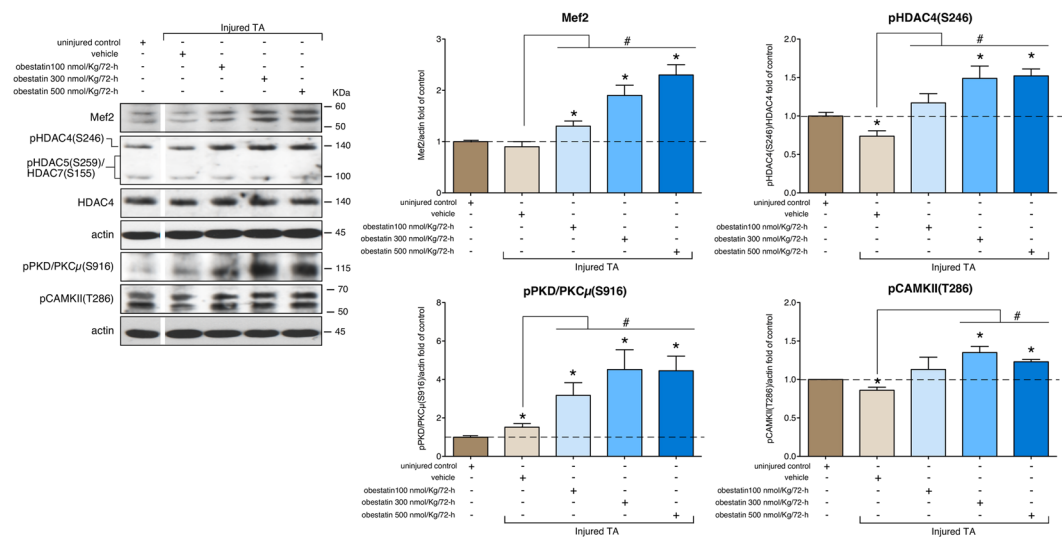 Injured TA
uninjured control + - - - -
vehicle - + - - -
obestatin100 nmol/Kg/72-h - - + - -
obestatin 300 nmol/Kg/72-h - - - + -
obestatin 500 nmol/Kg/72-h - - - - +
KDa
Mef2
60
50
pHDAC4(S246)
140
pHDAC5(S259)/
HDAC7(S155)
100
HDAC4
140
actin
45
pPKD/PKCμ(S916)
115
pCAMKII(T286)
70
50
actin
45
Mef2
Mef2/actin fold of control
3
2
1
0
*
*
*
#
uninjured control + - - - -
vehicle - + - - -
obestatin100 nmol/Kg/72-h - - + - -
obestatin 300 nmol/Kg/72-h - - - + -
obestatin 500 nmol/Kg/72-h - - - - +
Injured TA
pHDAC4(S246)
pHDAC4(S246)/HDAC4 fold of control
2.0
1.5
1.0
0.5
0.0
*
*
*
#
uninjured control + - - - -
vehicle - + - - -
obestatin100 nmol/Kg/72-h - - + - -
obestatin 300 nmol/Kg/72-h - - - + -
obestatin 500 nmol/Kg/72-h - - - - +
Injured TA
pPKD/PKCμ(S916)
pPKD/PKCμ(S916)/actin fold of control
8
6
4
2
0
*
*
*
*
#
uninjured control + - - - -
vehicle - + - - -
obestatin100 nmol/Kg/72-h - - + - -
obestatin 300 nmol/Kg/72-h - - - + -
obestatin 500 nmol/Kg/72-h - - - - +
Injured TA
pCAMKII(T286)
pCAMKII(T286)/actin fold of control
2.0
1.5
1.0
0.5
0.0
*
*
*
#
uninjured control + - - - -
vehicle - + - - -
obestatin100 nmol/Kg/72-h - - + - -
obestatin 300 nmol/Kg/72-h - - - + -
obestatin 500 nmol/Kg/72-h - - - - +
Injured TA